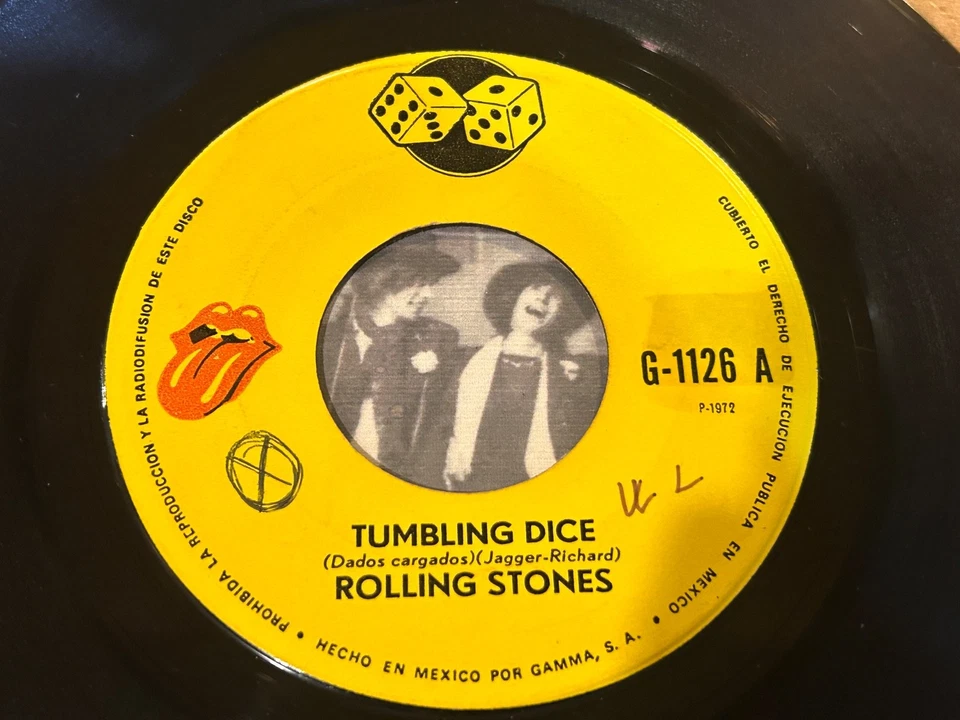 G-1126 A
P-1972
TUMBLING DICE
(Dados cargados)(Jagger-Richard)
ROLLING STONES
PROHIBIDA LA REPRODUCCION Y LA RADIODIFUSION DE ESTE DISCO
CUBIERTO EL DERECHO DE EJECUCION PUBLICA EN MEXICO
• HECHO EN MEXICO POR GAMMA, S. A. •